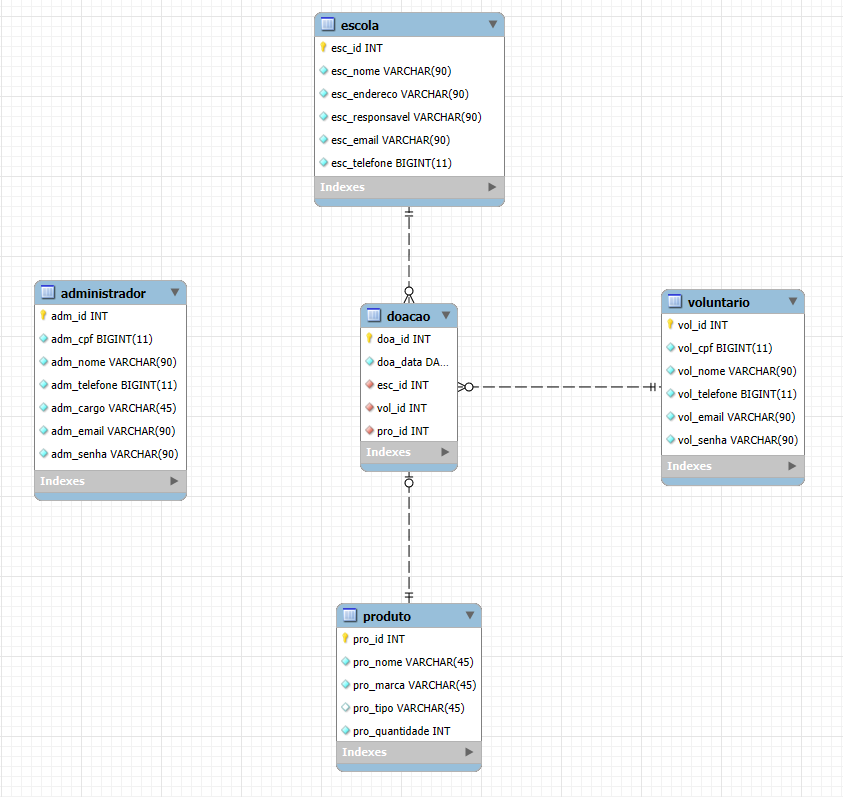 escola
esc_id INT
esc_nome VARCHAR(90)
esc_endereco VARCHAR(90)
esc_responsavel VARCHAR(90)
esc_email VARCHAR(90)
esc_telefone BIGINT(11)
Indexes
administrador
adm_id INT
adm_cpf BIGINT(11)
adm_nome VARCHAR(90)
adm_telefone BIGINT(11)
adm_cargo VARCHAR(45)
adm_email VARCHAR(90)
adm_senha VARCHAR(90)
Indexes
doacao
doa_id INT
doa_data DA...
esc_id INT
vol_id INT
pro_id INT
Indexes
voluntario
vol_id INT
vol_cpf BIGINT(11)
vol_nome VARCHAR(90)
vol_telefone BIGINT(11)
vol_email VARCHAR(90)
vol_senha VARCHAR(90)
Indexes
produto
pro_id INT
pro_nome VARCHAR(45)
pro_marca VARCHAR(45)
pro_tipo VARCHAR(45)
pro_quantidade INT
Indexes